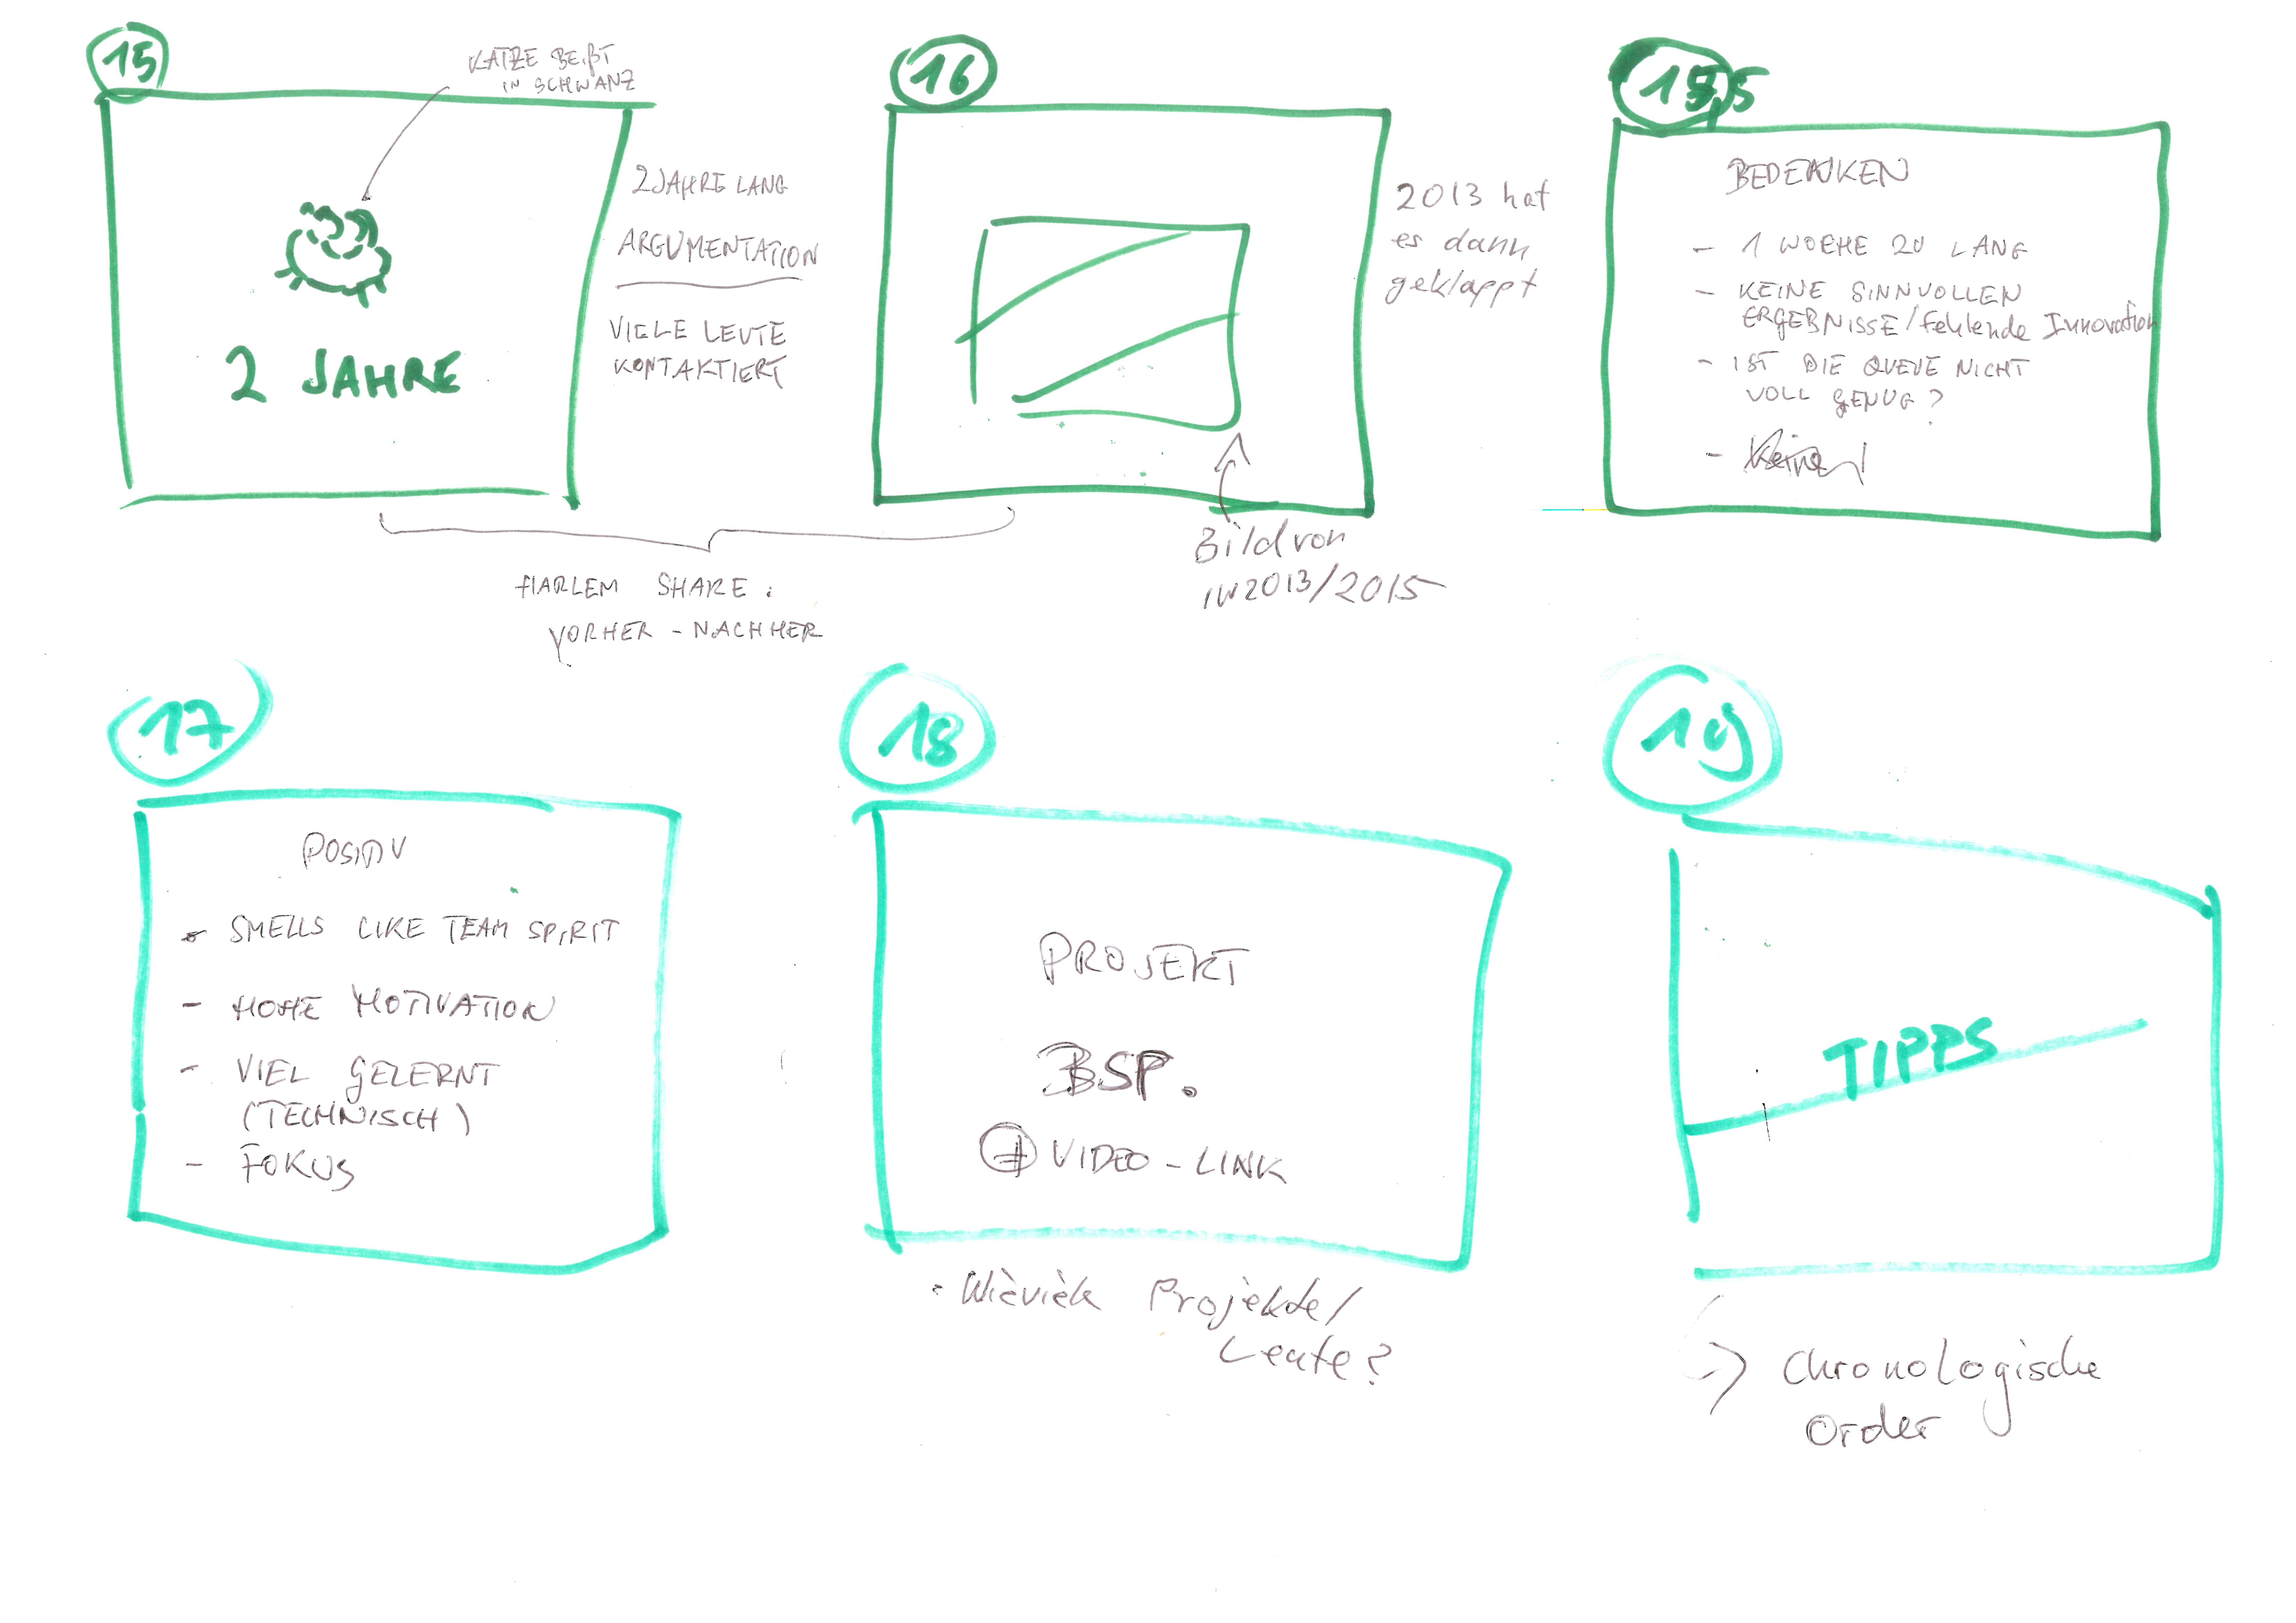 15
KATZE BEIßT
IN SCHWANZ
2 JAHRE
2 JAHRE LANG
ARGUMENTATION
VIELE LEUTE
KONTAKTIERT
16
2013 hat
es dann
geklappt
Bild von
IW2013/2015
HARLEM SHAKE:
VORHER - NACHHER
15,5
BEDENKEN
- 1 WOCHE ZU LANG
- KEINE SINNVOLLEN
ERGEBNISSE/fehlende Innovation
- IST DIE QUEUE NICHT
VOLL GENUG?
-
17
POSITIV
- SMELLS LIKE TEAM SPIRIT
- HOHE MOTIVATION
- VIEL GELERNT
(TECHNISCH)
- FOKUS
18
PROJEKT
BSP.
+ VIDEO-LINK
- Wieviele Projekte/
Leute?
19
TIPPS
→ Chronologische
Order